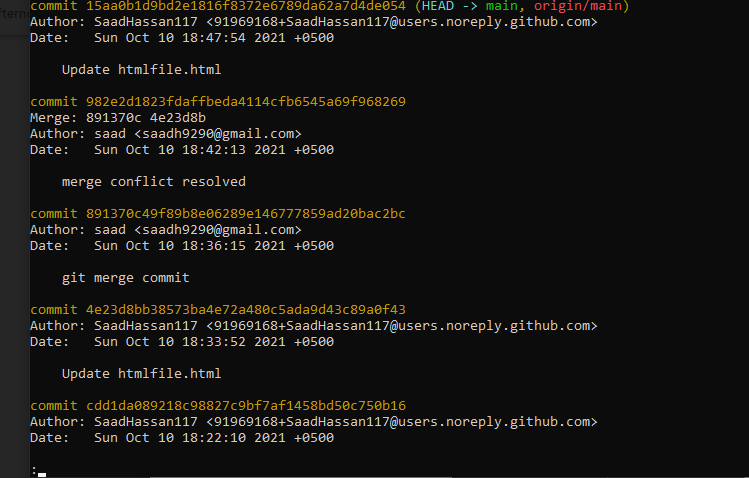 fterno
commit 15aa0b1d9bd2e1816f8372e6789da62a7d4de054 (HEAD -> main, origin/main)
Author: SaadHassan117 <91969168+SaadHassan117@users.noreply.github.com>
Date:   Sun Oct 10 18:47:54 2021 +0500
Update htmlfile.html
commit 982e2d1823fdaffbeda4114cfb6545a69f968269
Merge: 891370c 4e23d8b
Author: saad <saadh9290@gmail.com>
Date:   Sun Oct 10 18:42:13 2021 +0500
merge conflict resolved
commit 891370c49f89b8e06289e146777859ad20bac2bc
Author: saad <saadh9290@gmail.com>
Date:   Sun Oct 10 18:36:15 2021 +0500
git merge commit
commit 4e23d8bb38573ba4e72a480c5ada9d43c89a0f43
Author: SaadHassan117 <91969168+SaadHassan117@users.noreply.github.com>
Date:   Sun Oct 10 18:33:52 2021 +0500
Update htmlfile.html
commit cdd1da089218c98827c9bf7af1458bd50c750b16
Author: SaadHassan117 <91969168+SaadHassan117@users.noreply.github.com>
Date:   Sun Oct 10 18:22:10 2021 +0500
: